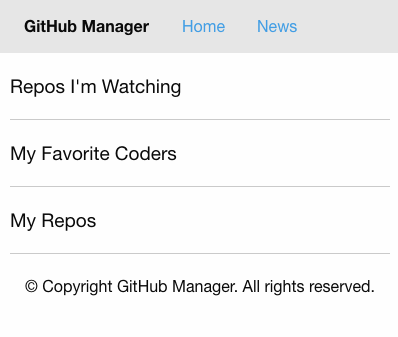 GitHub Manager Home News
Repos I'm Watching
My Favorite Coders
My Repos
© Copyright GitHub Manager. All rights reserved.